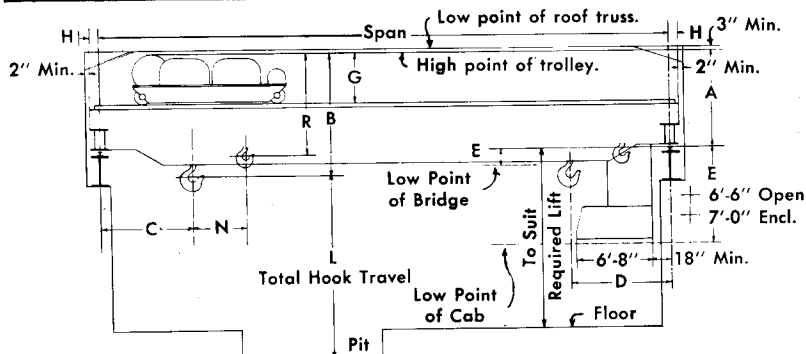 Low point of roof truss.
3'' Min.
H
Span
H
2'' Min.
High point of trolley.
2'' Min.
G
A
R
B
E
Low Point
of Bridge
E
6'-6'' Open
7'-0'' Encl.
C
N
To Suit
Required Lift
L
Total Hook Travel
6'-8''
18'' Min.
D
Low Point
of Cab
Floor
Pit